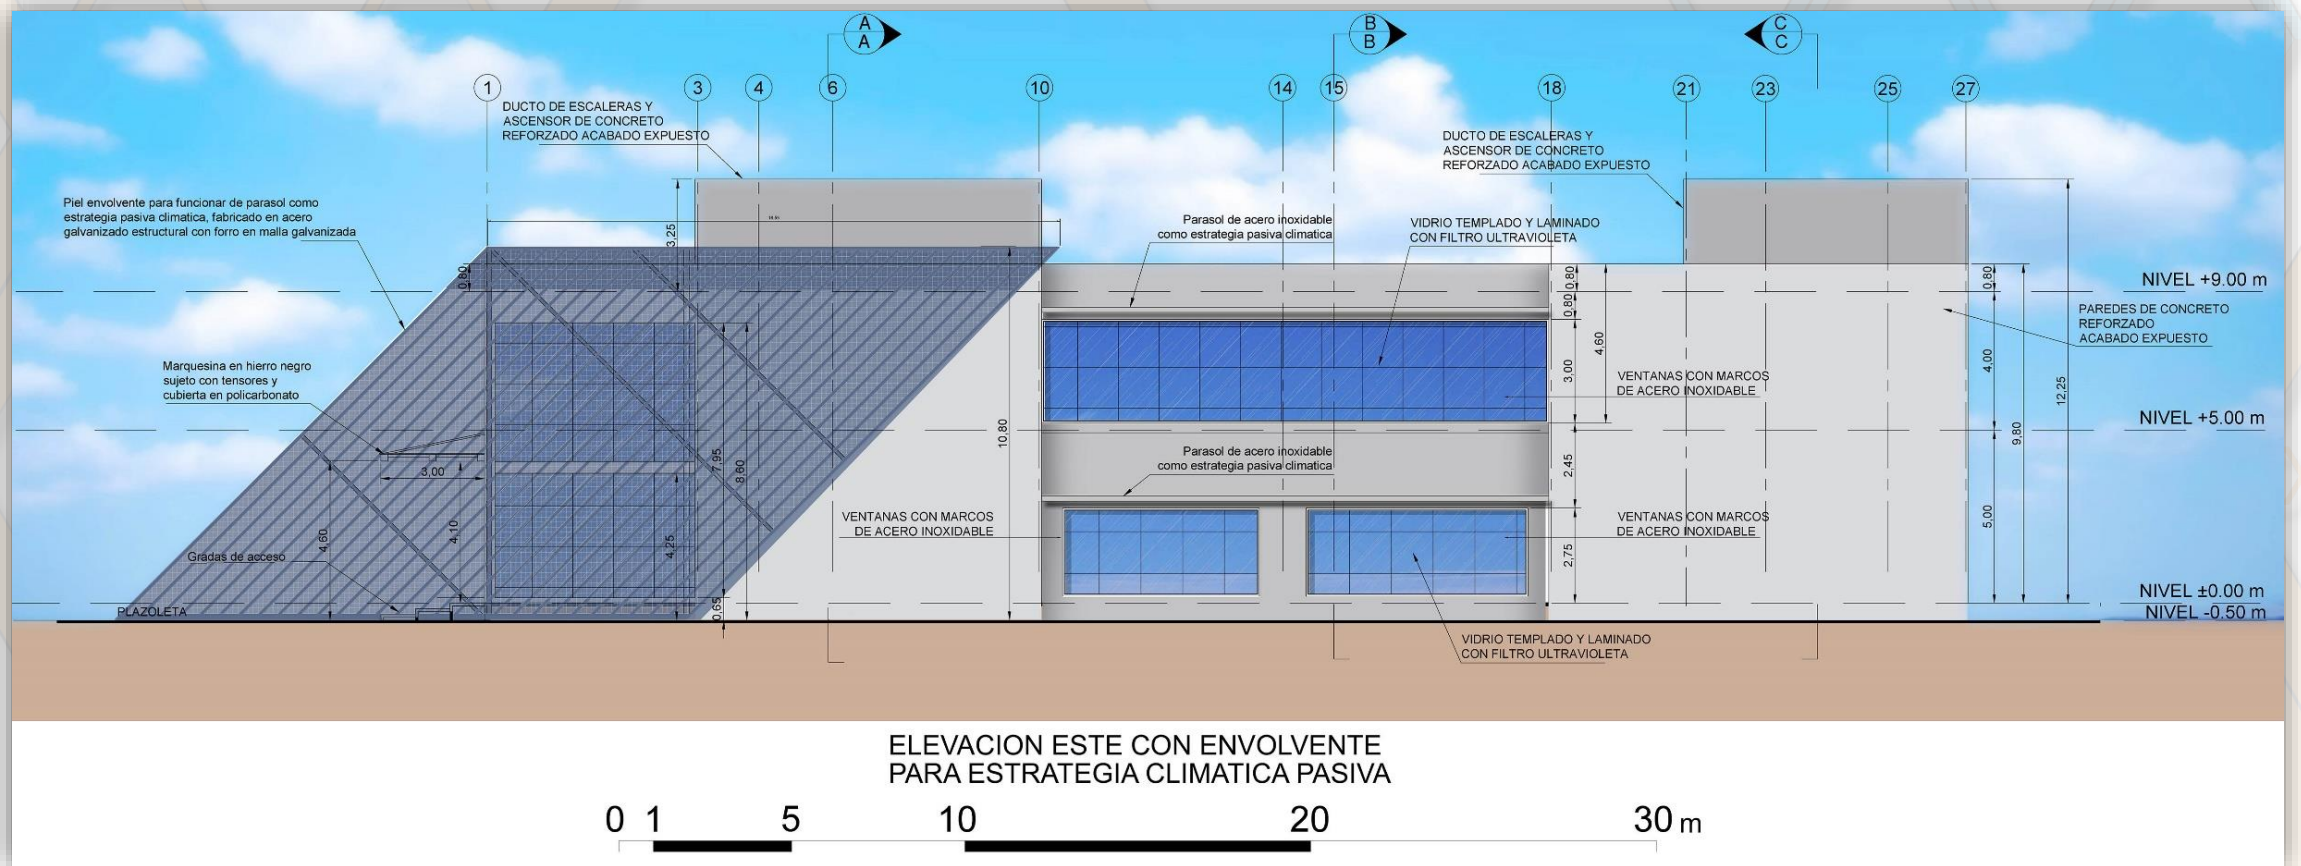 A
A
B
B
C
C
1
3
4
6
10
14
15
18
21
23
25
27
DUCTO DE ESCALERAS Y
ASCENSOR DE CONCRETO
REFORZADO ACABADO EXPUESTO
DUCTO DE ESCALERAS Y
ASCENSOR DE CONCRETO
REFORZADO ACABADO EXPUESTO
Piel envolvente para funcionar de parasol como
estrategia pasiva climatica, fabricado en acero
galvanizado estructural con forro en malla galvanizada
Parasol de acero inoxidable
como estrategia pasiva climatica
VIDRIO TEMPLADO Y LAMINADO
CON FILTRO ULTRAVIOLETA
3,25
0,80
0,80
0,80
0,80
NIVEL +9.00 m
PAREDES DE CONCRETO
REFORZADO
ACABADO EXPUESTO
Marquesina en hierro negro
sujeto con tensores y
cubierta en policarbonato
4,60
3,00
4,00
12,25
VENTANAS CON MARCOS
DE ACERO INOXIDABLE
NIVEL +5.00 m
10,80
9,80
Parasol de acero inoxidable
como estrategia pasiva climatica
3,00
7,95
8,60
2,45
VENTANAS CON MARCOS
DE ACERO INOXIDABLE
VENTANAS CON MARCOS
DE ACERO INOXIDABLE
4,60
4,10
4,25
2,75
5,00
Gradas de acceso
0,65
PLAZOLETA
NIVEL ±0.00 m
NIVEL -0.50 m
VIDRIO TEMPLADO Y LAMINADO
CON FILTRO ULTRAVIOLETA
ELEVACION ESTE CON ENVOLVENTE
PARA ESTRATEGIA CLIMATICA PASIVA
0 1 5 10 20 30 m